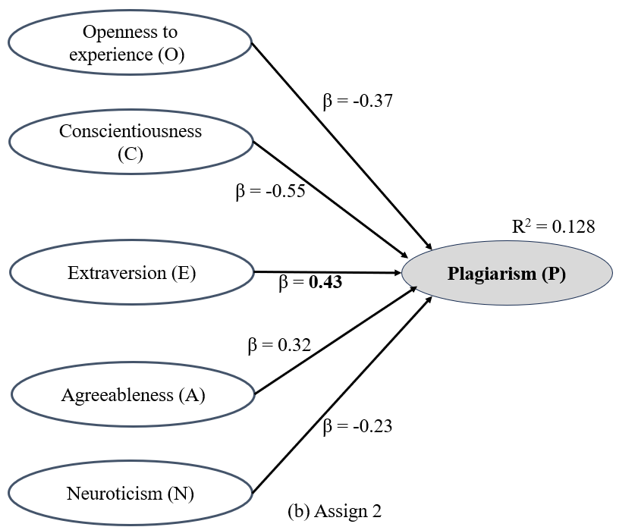 Openness to
experience (O)
β = -0.37
Conscientiousness
(C)
β = -0.55
R² = 0.128
Extraversion (E)
β = 0.43
Plagiarism (P)
β = 0.32
Agreeableness (A)
β = -0.23
Neuroticism (N)
(b) Assign 2